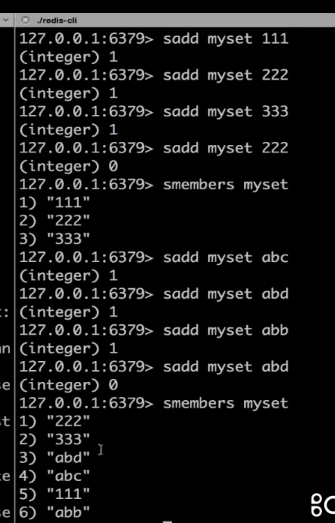 ./redis-cli
127.0.0.1:6379> sadd myset 111
(integer) 1
127.0.0.1:6379> sadd myset 222
(integer) 1
127.0.0.1:6379> sadd myset 333
(integer) 1
127.0.0.1:6379> sadd myset 222
(integer) 0
127.0.0.1:6379> smembers myset
1) "111"
2) "222"
3) "333"
127.0.0.1:6379> sadd myset abc
(integer) 1
127.0.0.1:6379> sadd myset abd
(integer) 1
127.0.0.1:6379> sadd myset abb
(integer) 1
127.0.0.1:6379> sadd myset abd
(integer) 0
127.0.0.1:6379> smembers myset
1) "222"
2) "333"
3) "abd"
4) "abc"
5) "111"
6) "abb"